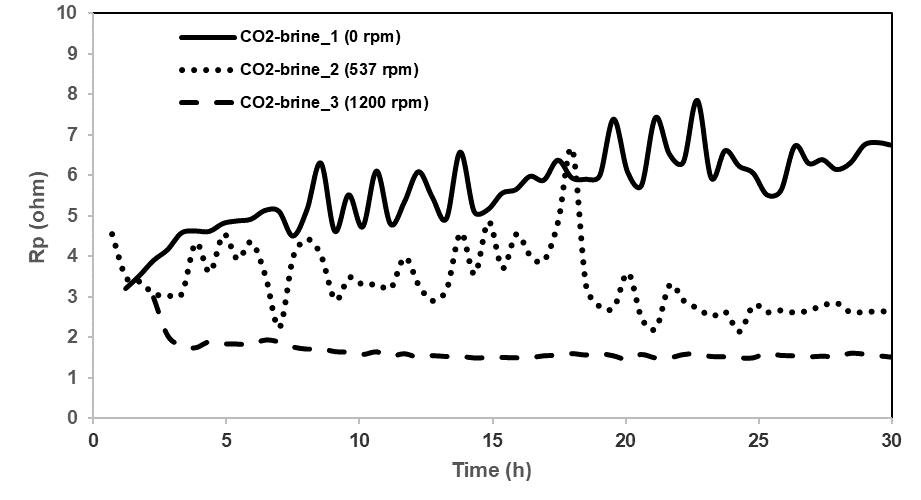 10
9
8
7
6
5
4
3
2
1
0
Rp (ohm)
CO2-brine_1 (0 rpm)
CO2-brine_2 (537 rpm)
CO2-brine_3 (1200 rpm)
0 5 10 15 20 25 30
Time (h)